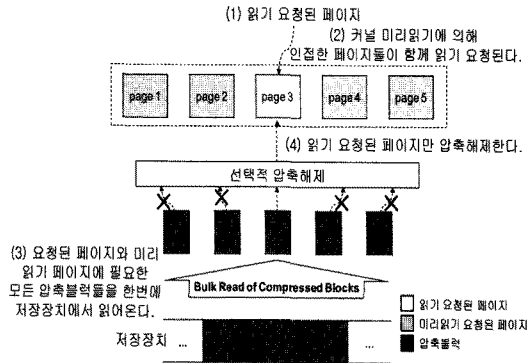 (1) 읽기 요청된 페이지
(2) 커널 미리읽기에 의해
인접한 페이지들이 함께 읽기 요청된다.
page 1
page 2
page 3
page 4
page 5
(4) 읽기 요청된 페이지만 압축해제한다.
선택적 압축해제
(3) 요청된 페이지와 미리
읽기 페이지에 필요한
모든 압축블럭들을 한번에
저장장치에서 읽어온다.
Bulk Read of Compressed Blocks
저장장치 ... ...
읽기 요청된 페이지
미리읽기 요청된 페이지
압축블럭